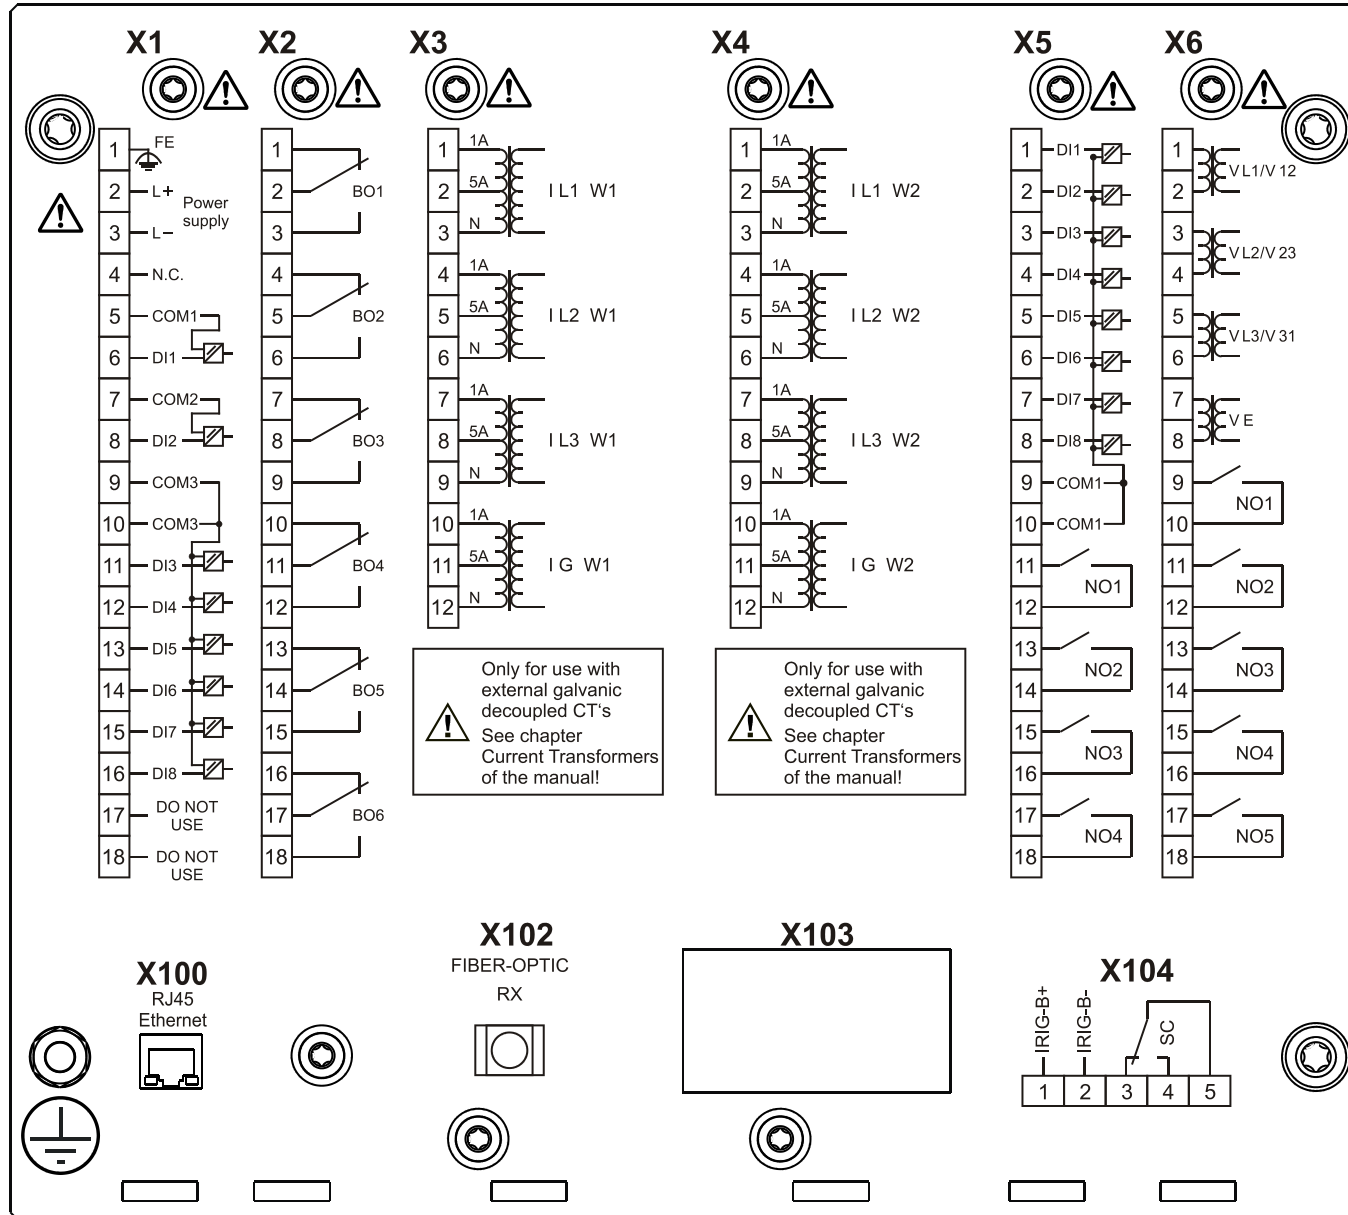 X1 X2 X3 X4 X5 X6
1 FE
2 L+
Power
supply
3 L–
4 N.C.
5 COM1
6 DI1
7 COM2
8 DI2
9 COM3
10 COM3
11 DI3
12 DI4
13 DI5
14 DI6
15 DI7
16 DI8
17 DO NOT
USE
18 DO NOT
USE
1
2 BO1
3
4
5 BO2
6
7
8 BO3
9
10
11 BO4
12
13
14 BO5
15
16
17 BO6
18
1 1A
2 5A I L1 W1
3 N
4 1A
5 5A I L2 W1
6 N
7 1A
8 5A I L3 W1
9 N
10 1A
11 5A I G W1
12 N
Only for use with
external galvanic
decoupled CT‘s
See chapter
Current Transformers
of the manual!
1 1A
2 5A I L1 W2
3 N
4 1A
5 5A I L2 W2
6 N
7 1A
8 5A I L3 W2
9 N
10 1A
11 5A I G W2
12 N
Only for use with
external galvanic
decoupled CT‘s
See chapter
Current Transformers
of the manual!
1 DI1
2 DI2
3 DI3
4 DI4
5 DI5
6 DI6
7 DI7
8 DI8
9 COM1
10 COM1
11
NO1
12
13
NO2
14
15
NO3
16
17
NO4
18
1
V L1/V 12
2
3
V L2/V 23
4
5
V L3/V 31
6
7
V E
8
9
NO1
10
11
NO2
12
13
NO3
14
15
NO4
16
17
NO5
18
X100
RJ45
Ethernet
X102
FIBER-OPTIC
RX
X103
X104
IRIG-B+
IRIG-B-
SC
1 2 3 4 5